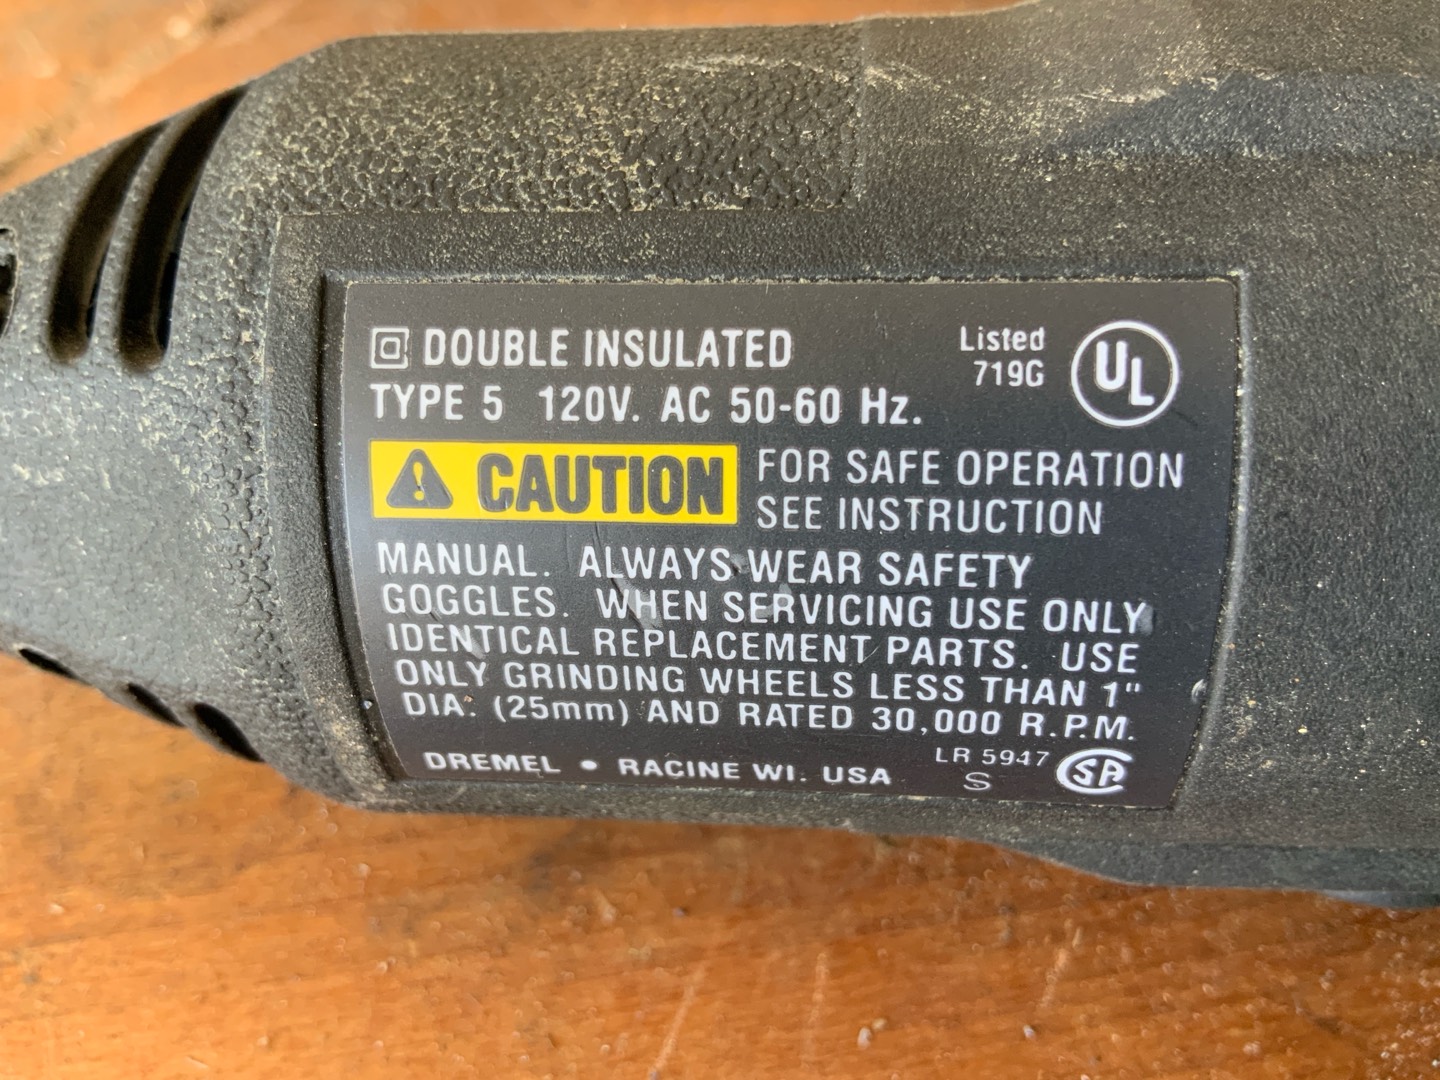 DOUBLE INSULATED
TYPE 5 120V. AC 50-60 Hz.
Listed
719G
UL
CAUTION FOR SAFE OPERATION
SEE INSTRUCTION
MANUAL. ALWAYS WEAR SAFETY
GOGGLES. WHEN SERVICING USE ONLY
IDENTICAL REPLACEMENT PARTS. USE
ONLY GRINDING WHEELS LESS THAN 1"
DIA. (25mm) AND RATED 30,000 R.P.M.
DREMEL • RACINE WI. USA
LR 5947
S
SA